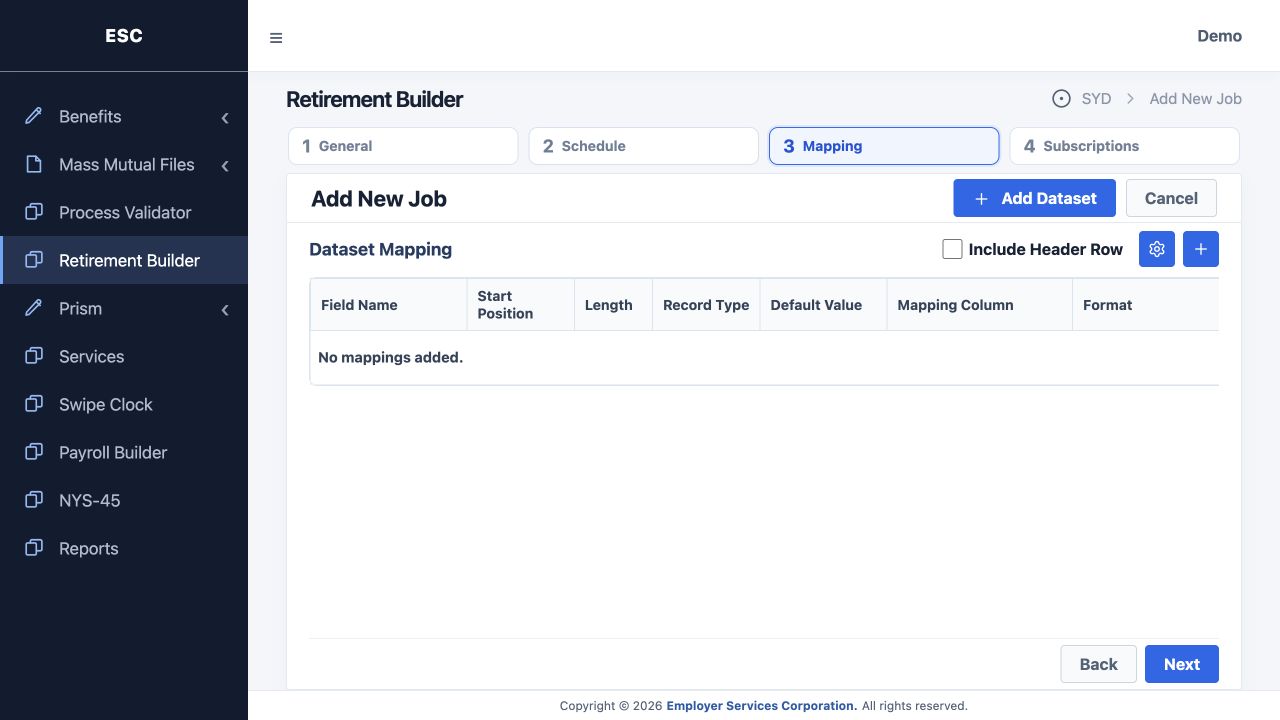 ESC
Demo
Benefits
Mass Mutual Files
Process Validator
Retirement Builder
Prism
Services
Swipe Clock
Payroll Builder
NYS-45
Reports
Retirement Builder
SYD > Add New Job
1 General
2 Schedule
3 Mapping
4 Subscriptions
Add New Job
+ Add Dataset
Cancel
Dataset Mapping
Include Header Row
Field Name
Start
Position
Length
Record Type
Default Value
Mapping Column
Format
No mappings added.
Back
Next
Copyright © 2026 Employer Services Corporation. All rights reserved.